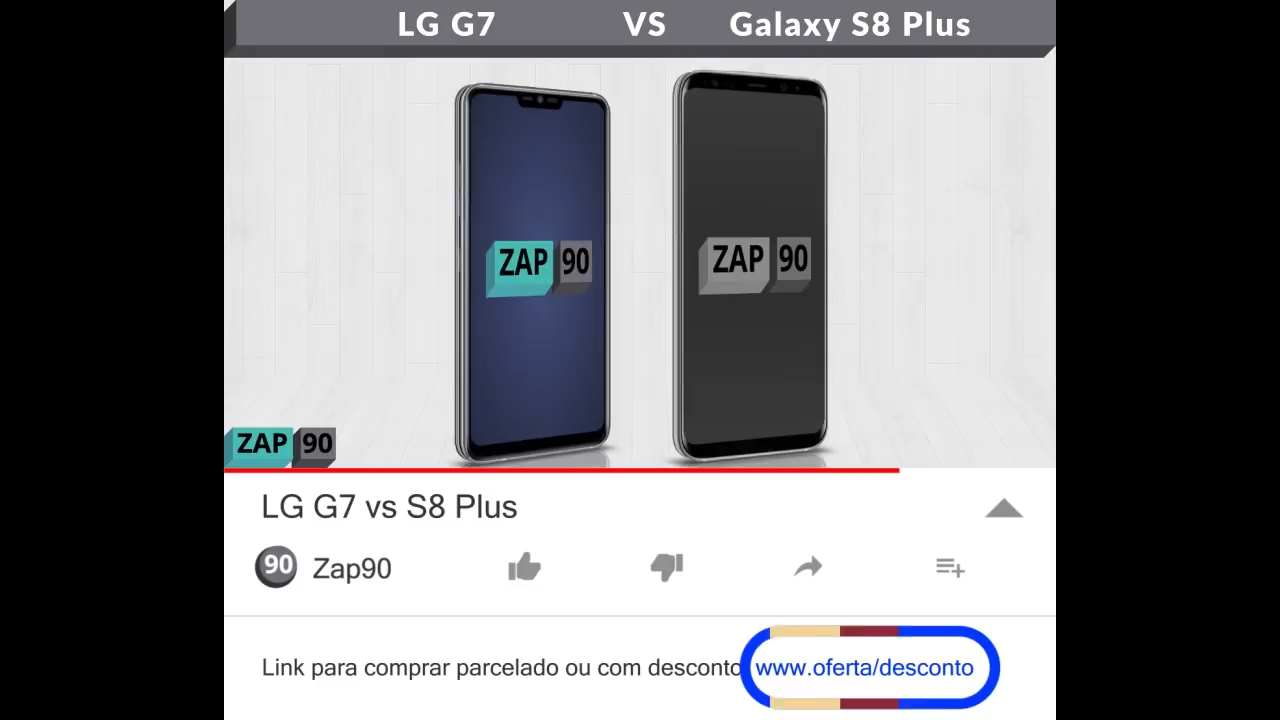 LG G7 VS Galaxy S8 Plus
ZAP 90
ZAP 90
ZAP 90
LG G7 vs S8 Plus
90 Zap90
Link para comprar parcelado ou com desconto www.oferta/desconto